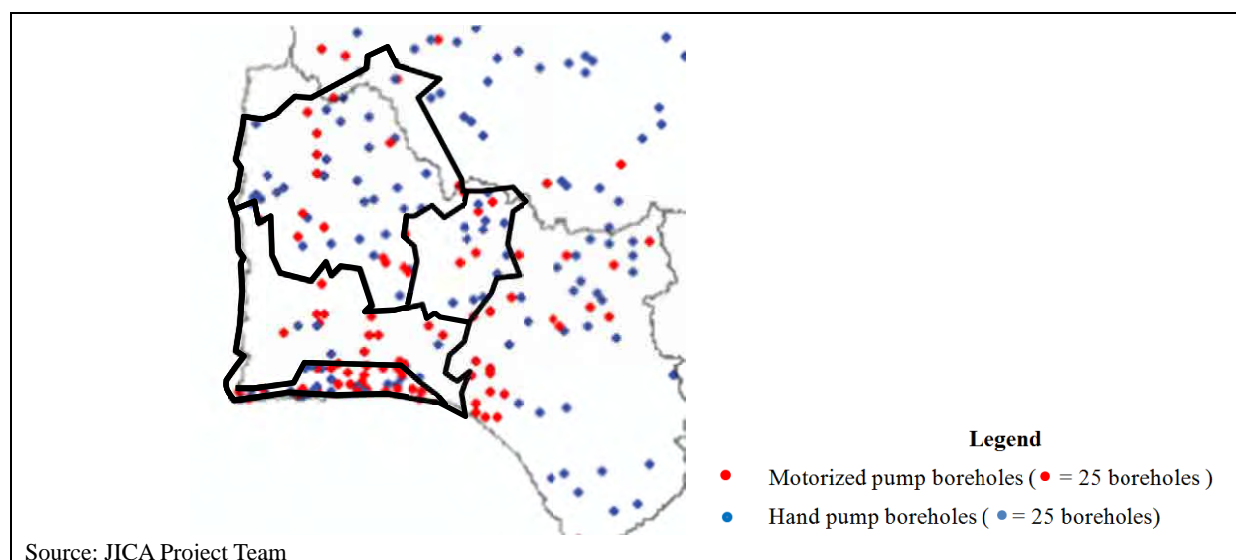 Legend
Motorized pump boreholes ( = 25 boreholes )
Hand pump boreholes ( = 25 boreholes)
Source: JICA Project Team